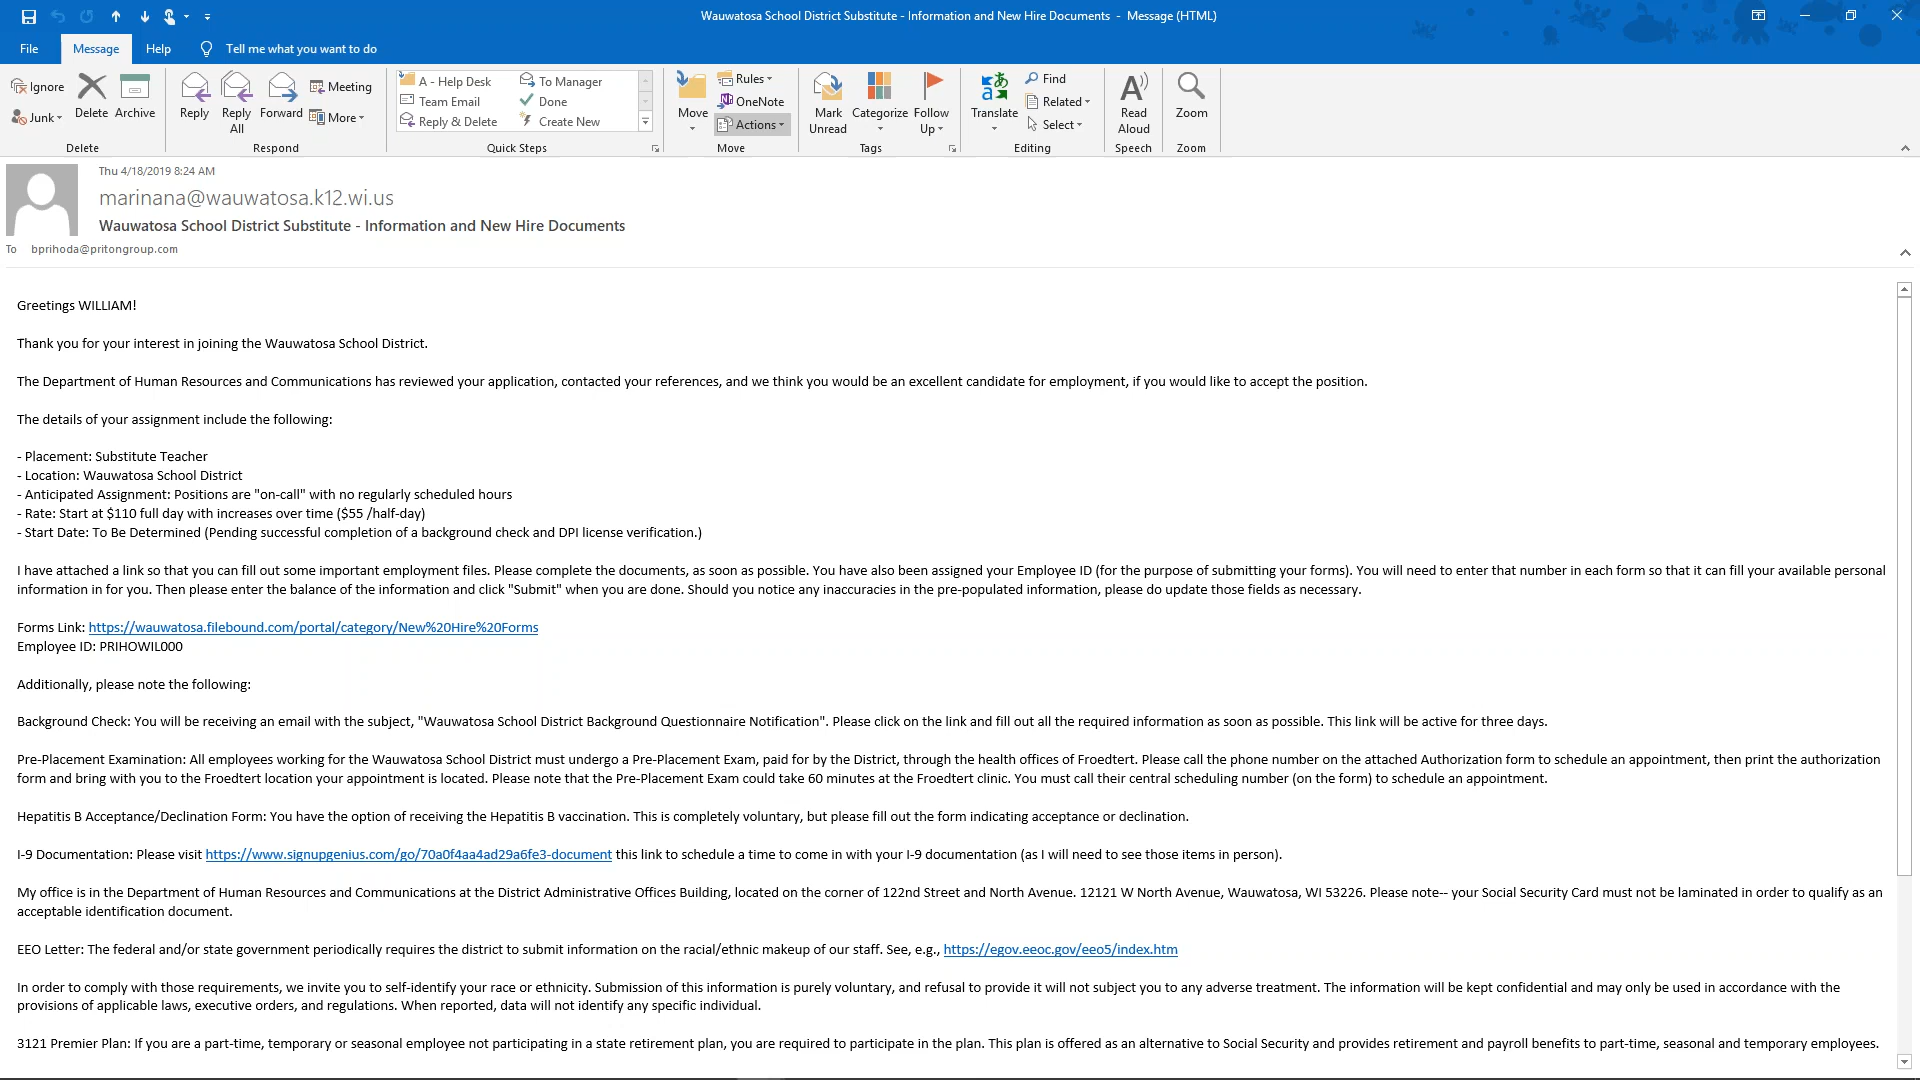 Wauwatosa School District Substitute - Information and New Hire Documents - Message (HTML)
File Message Help Tell me what you want to do
Ignore
Junk
Delete
Archive
Delete
Reply
Reply All
Forward
Meeting
More
Respond
A - Help Desk
Team Email
Reply & Delete
To Manager
Done
Create New
Quick Steps
Move
Rules
OneNote
Actions
Move
Mark Unread
Categorize
Follow Up
Tags
Translate
Find
Related
Select
Editing
Read Aloud
Speech
Zoom
Zoom
Thu 4/18/2019 8:24 AM
marinana@wauwatosa.k12.wi.us
Wauwatosa School District Substitute - Information and New Hire Documents
To bprihoda@pritongroup.com
Greetings WILLIAM!
Thank you for your interest in joining the Wauwatosa School District.
The Department of Human Resources and Communications has reviewed your application, contacted your references, and we think you would be an excellent candidate for employment, if you would like to accept the position.
The details of your assignment include the following:
- Placement: Substitute Teacher
- Location: Wauwatosa School District
- Anticipated Assignment: Positions are "on-call" with no regularly scheduled hours
- Rate: Start at $110 full day with increases over time ($55 /half-day)
- Start Date: To Be Determined (Pending successful completion of a background check and DPI license verification.)
I have attached a link so that you can fill out some important employment files. Please complete the documents, as soon as possible. You have also been assigned your Employee ID (for the purpose of submitting your forms). You will need to enter that number in each form so that it can fill your available personal
information in for you. Then please enter the balance of the information and click "Submit" when you are done. Should you notice any inaccuracies in the pre-populated information, please do update those fields as necessary.
Forms Link: https://wauwatosa.filebound.com/portal/category/New%20Hire%20Forms
Employee ID: PRIHOWIL000
Additionally, please note the following:
Background Check: You will be receiving an email with the subject, "Wauwatosa School District Background Questionnaire Notification". Please click on the link and fill out all the required information as soon as possible. This link will be active for three days.
Pre-Placement Examination: All employees working for the Wauwatosa School District must undergo a Pre-Placement Exam, paid for by the District, through the health offices of Froedtert. Please call the phone number on the attached Authorization form to schedule an appointment, then print the authorization
form and bring with you to the Froedtert location your appointment is located. Please note that the Pre-Placement Exam could take 60 minutes at the Froedtert clinic. You must call their central scheduling number (on the form) to schedule an appointment.
Hepatitis B Acceptance/Declination Form: You have the option of receiving the Hepatitis B vaccination. This is completely voluntary, but please fill out the form indicating acceptance or declination.
I-9 Documentation: Please visit https://www.signupgenius.com/go/70a0f4aa4ad29a6fe3-document this link to schedule a time to come in with your I-9 documentation (as I will need to see those items in person).
My office is in the Department of Human Resources and Communications at the District Administrative Offices Building, located on the corner of 122nd Street and North Avenue. 12121 W North Avenue, Wauwatosa, WI 53226. Please note-- your Social Security Card must not be laminated in order to qualify as an
acceptable identification document.
EEO Letter: The federal and/or state government periodically requires the district to submit information on the racial/ethnic makeup of our staff. See, e.g., https://egov.eeoc.gov/eeo5/index.htm
In order to comply with those requirements, we invite you to self-identify your race or ethnicity. Submission of this information is purely voluntary, and refusal to provide it will not subject you to any adverse treatment. The information will be kept confidential and may only be used in accordance with the
provisions of applicable laws, executive orders, and regulations. When reported, data will not identify any specific individual.
3121 Premier Plan: If you are a part-time, temporary or seasonal employee not participating in a state retirement plan, you are required to participate in the plan. This plan is offered as an alternative to Social Security and provides retirement and payroll benefits to part-time, seasonal and temporary employees.